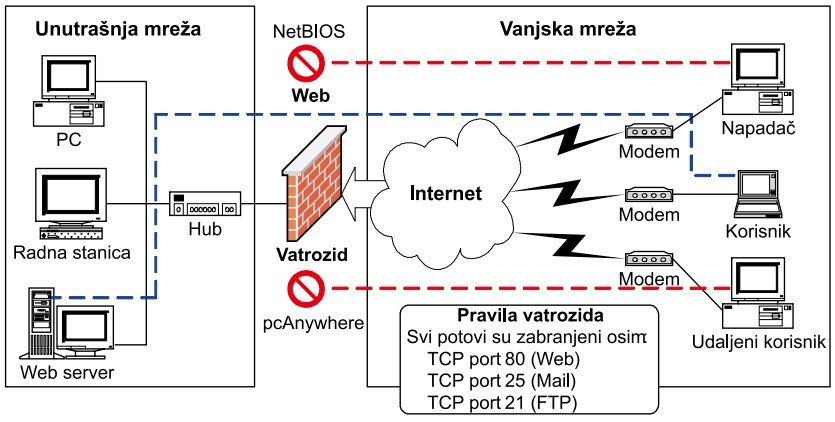 Unutrašnja mreža
PC
Radna stanica
Web server
Hub
NetBIOS
Web
Vatrozid
pcAnywhere
Vanjska mreža
Internet
Modem
Modem
Modem
Napadač
Korisnik
Udaljeni korisnik
Pravila vatrozida
Svi potovi su zabranjeni osim:
TCP port 80 (Web)
TCP port 25 (Mail)
TCP port 21 (FTP)